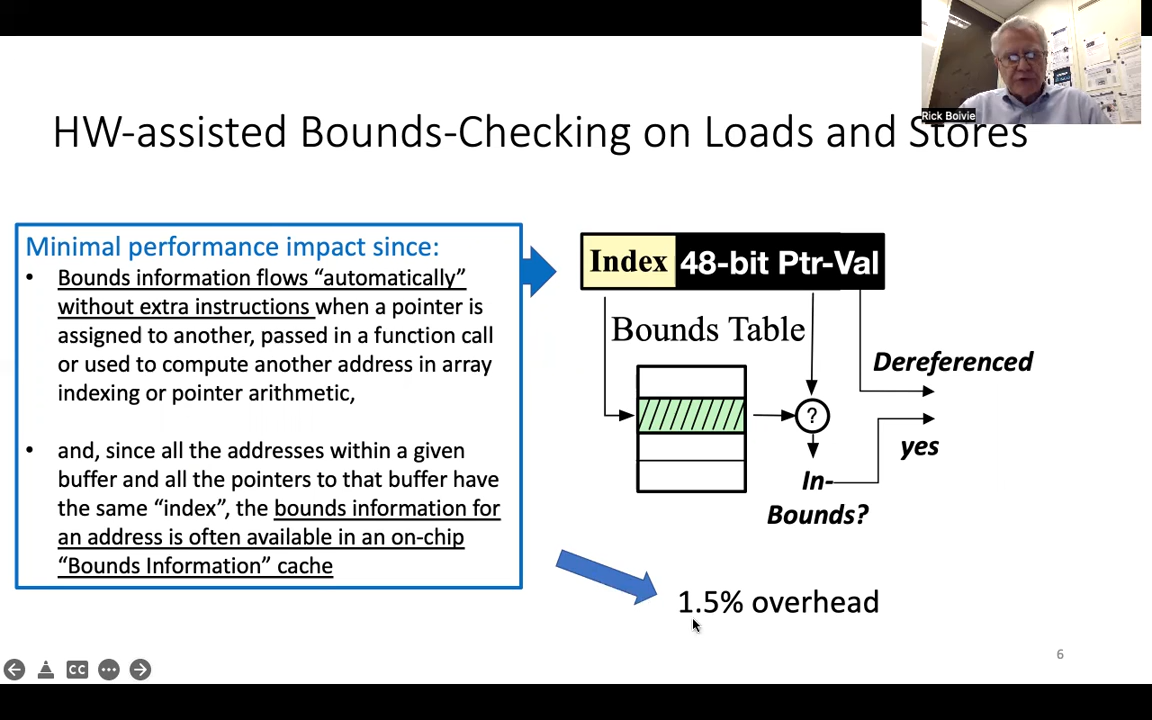 Rick Boivie
HW-assisted Bounds-Checking on Loads and Stores
Minimal performance impact since:
• Bounds information flows “automatically”
without extra instructions when a pointer is
assigned to another, passed in a function call
or used to compute another address in array
indexing or pointer arithmetic,
• and, since all the addresses within a given
buffer and all the pointers to that buffer have
the same “index”, the bounds information for
an address is often available in an on-chip
“Bounds Information” cache
Index 48-bit Ptr-Val
Bounds Table
Dereferenced
?
yes
In-
Bounds?
1.5% overhead
6
CC